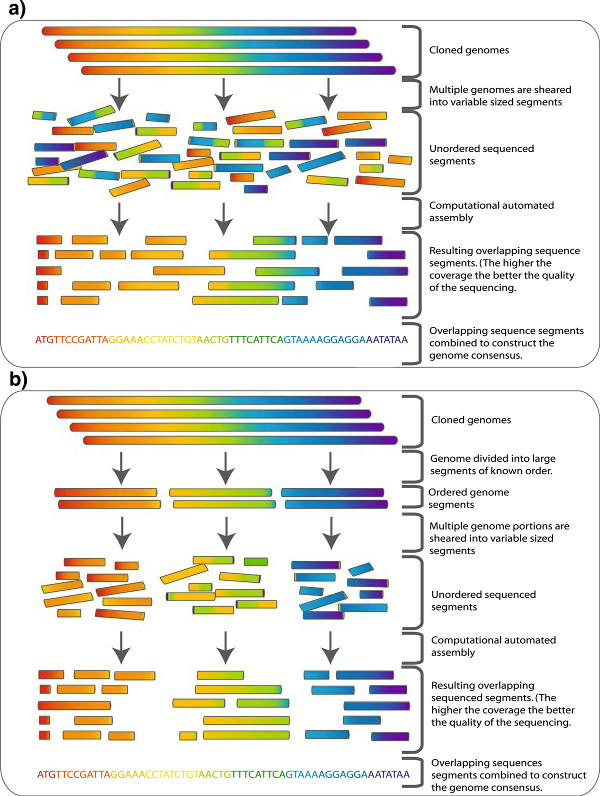 a)
Cloned genomes
Multiple genomes are sheared
into variable sized segments
Unordered sequenced
segments
Computational automated
assembly
Resulting overlapping sequence
segments. (The higher the
coverage the better the quality
of the sequencing.
ATGTTCCGATTAGGAAACCTATCTGTAACTGTTTCATTCAGTAAAAGGAGGAAATATAA
Overlapping sequence segments
combined to construct the
genome consensus.
b)
Cloned genomes
Genome divided into large
segments of known order.
Ordered genome
segments
Multiple genome portions are
sheared into variable sized
segments
Unordered sequenced
segments
Computational automated
assembly
Resulting overlapping
sequenced segments. (The
higher the coverage the better
the quality of the sequencing.
ATGTTCCGATTAGGAAACCTATCTGTAACTGTTTCATTCAGTAAAAGGAGGAAATATAA
Overlapping sequences
segments combined to construct
the genome consensus.